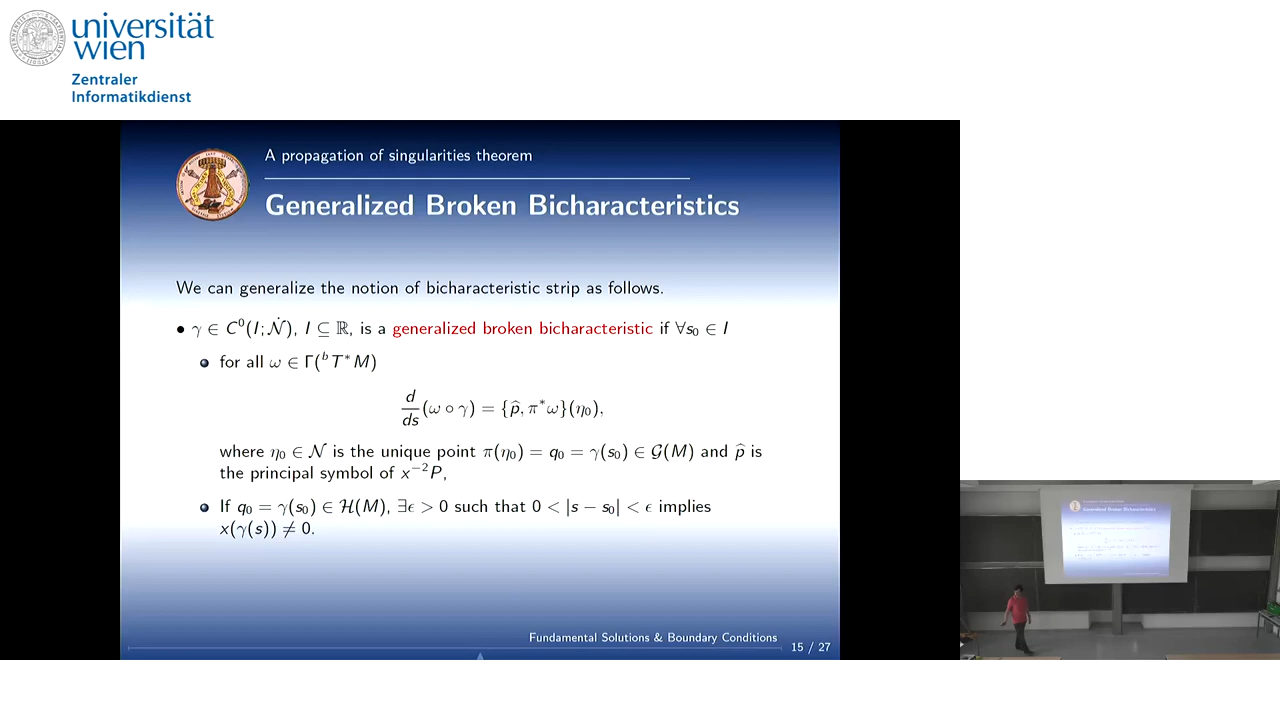 universität
wien
Zentraler
Informatikdienst
A propagation of singularities theorem
Generalized Broken Bicharacteristics
We can generalize the notion of bicharacteristic strip as follows.
• γ ∈ C⁰(I; 𝒩̇), I ⊆ ℝ, is a generalized broken bicharacteristic if ∀s₀ ∈ I
for all ω ∈ Γ(ᵇT*M)
d/ds (ω ∘ γ) = {p̂, π*ω}(η₀),
where η₀ ∈ 𝒩 is the unique point π(η₀) = q₀ = γ(s₀) ∈ 𝒢(M) and p̂ is
the principal symbol of x⁻²P,
If q₀ = γ(s₀) ∈ ℋ(M), ∃ϵ > 0 such that 0 < |s − s₀| < ϵ implies
x(γ(s)) ≠ 0.
Fundamental Solutions & Boundary Conditions
15 / 27
Generalized Broken Bicharacteristics